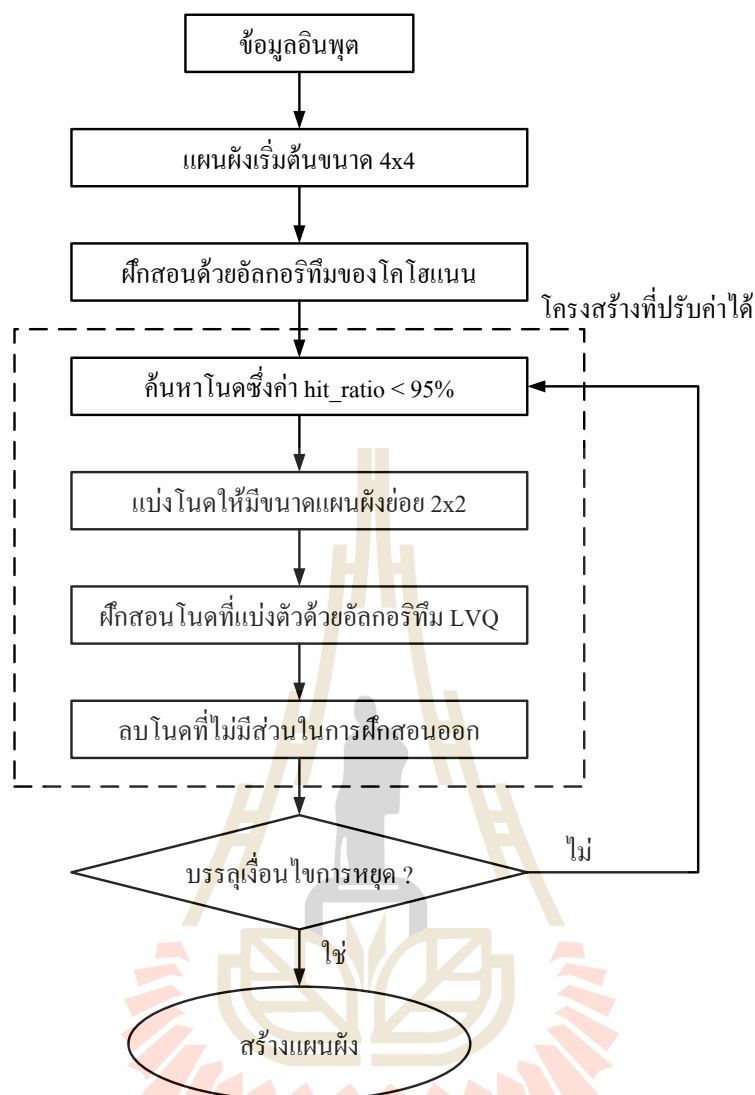 ข้อมูลอินพุต
แผนผังเริ่มต้นขนาด 4x4
ฝึกสอนด้วยอัลกอริทึมของโคโฮแนน
โครงสร้างที่ปรับค่าได้
ค้นหาโนดซึ่งค่า hit_ratio < 95%
แบ่งโนดให้มีขนาดแผนผังย่อย 2x2
ฝึกสอนโนดที่แบ่งตัวด้วยอัลกอริทึม LVQ
ลบโนดที่ไม่มีส่วนในการฝึกสอนออก
บรรลุเงื่อนไขการหยุด ?
ไม่
ใช่
สร้างแผนผัง